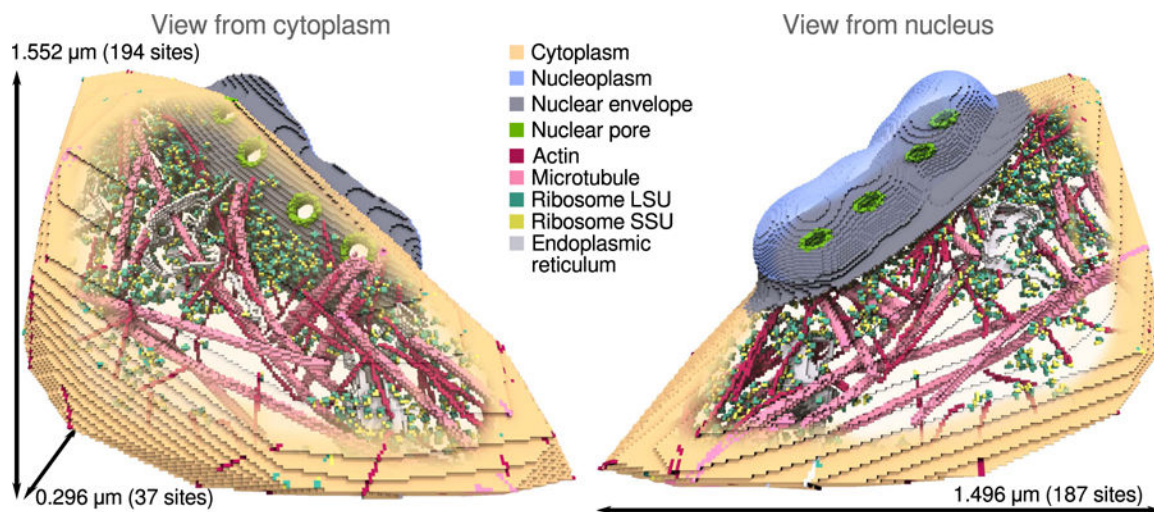 View from cytoplasm
View from nucleus
1.552 µm (194 sites)
Cytoplasm
Nucleoplasm
Nuclear envelope
Nuclear pore
Actin
Microtubule
Ribosome LSU
Ribosome SSU
Endoplasmic
reticulum
0.296 µm (37 sites)
1.496 µm (187 sites)